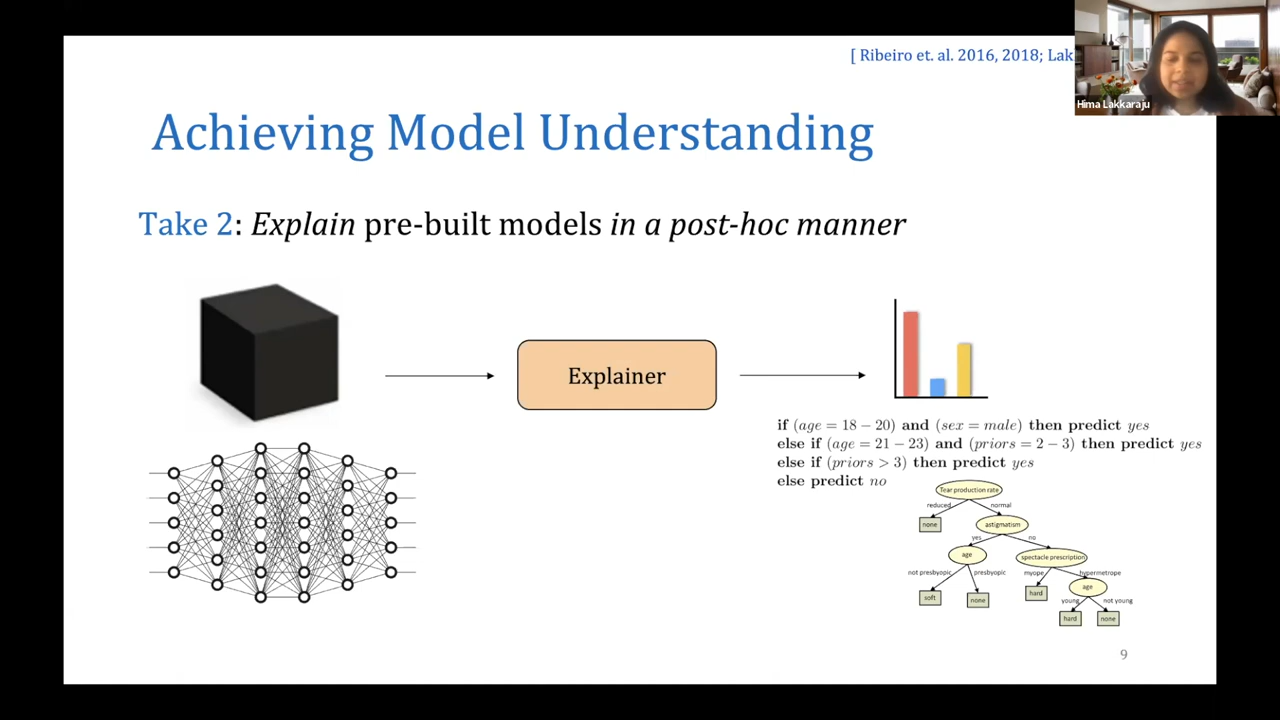 [ Ribeiro et. al. 2016, 2018; Lak
Hima Lakkaraju
Achieving Model Understanding
Take 2: Explain pre-built models in a post-hoc manner
Explainer
if (age = 18 − 20) and (sex = male) then predict yes
else if (age = 21 − 23) and (priors = 2 − 3) then predict yes
else if (priors > 3) then predict yes
else predict no
Tear production rate
reduced normal
none astigmatism
yes no
age spectacle prescription
not presbyopic presbyopic myope hypermetrope
soft none hard age
young not young
hard none
9